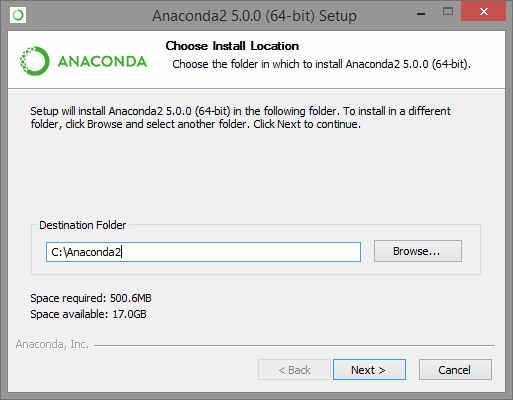 Anaconda2 5.0.0 (64-bit) Setup
ANACONDA
Choose Install Location
Choose the folder in which to install Anaconda2 5.0.0 (64-bit).
Setup will install Anaconda2 5.0.0 (64-bit) in the following folder. To install in a different
folder, click Browse and select another folder. Click Next to continue.
Destination Folder
C:\Anaconda2
Browse...
Space required: 500.6MB
Space available: 17.0GB
Anaconda, Inc.
< Back
Next >
Cancel